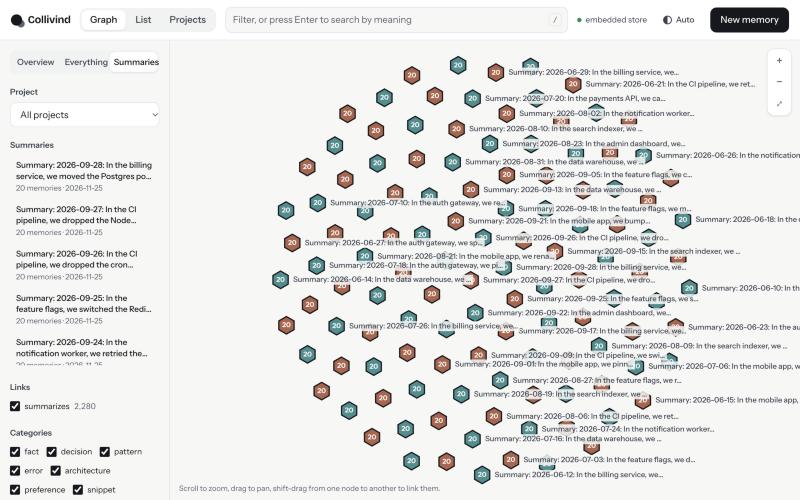 Collivind
Graph List Projects
Filter, or press Enter to search by meaning /
embedded store
Auto
New memory
Overview Everything Summaries
Project
All projects
Summaries
Summary: 2026-09-28: In the billing
service, we moved the Postgres po...
20 memories · 2026-11-25
Summary: 2026-09-27: In the CI
pipeline, we dropped the Node...
20 memories · 2026-11-25
Summary: 2026-09-26: In the CI
pipeline, we dropped the cron...
20 memories · 2026-11-25
Summary: 2026-09-25: In the
feature flags, we switched the Redi...
20 memories · 2026-11-25
Summary: 2026-09-24: In the
notification worker, we retried the...
Links
summarizes 2,280
Categories
fact decision pattern
error architecture
preference snippet
Summary: 2026-06-29: In the billing service, we...
Summary: 2026-06-21: In the CI pipeline, we ret...
Summary: 2026-07-20: In the payments API, we ca...
Summary: 2026-08-02: In the notification worker...
Summary: 2026-08-10: In the search indexer, we ...
Summary: 2026-08-23: In the admin dashboard, we...
Summary: 2026-06-26: In the notification
Summary: 2026-08-31: In the data warehouse, we ...
Summary: 2026-09-05: In the feature flags, we c...
Summary: 2026-09-13: In the data warehouse, we ...
Summary: 2026-07-10: In the auth gateway, we re...
Summary: 2026-09-18: In the feature flags, we m...
Summary: 2026-06-18: In the
Summary: 2026-09-21: In the mobile app, we bump...
Summary: 2026-09-26: In the CI pipeline, we dro...
Summary: 2026-06-27: In the auth gateway, we sp...
Summary: 2026-09-15: In the search indexer, we ...
Summary: 2026-08-21: In the mobile app, we rena...
Summary: 2026-07-18: In the auth gateway, we pi...
Summary: 2026-09-28: In the billing service, we...
Summary: 2026-06-14: In the data warehouse, we ...
Summary: 2026-09-27: In the CI pipeline, we dro...
Summary: 2026-06-10: In th
Summary: 2026-09-25: In the feature flags, we s...
Summary: 2026-09-22: In the admin dashboard, we...
Summary: 2026-07-26: In the billing service, we...
Summary: 2026-06-23: In the au
Summary: 2026-09-17: In the billing service, we...
Summary: 2026-08-09: In the search indexer, we ...
Summary: 2026-09-09: In the CI pipeline, we swi...
Summary: 2026-09-01: In the mobile app, we pinn...
Summary: 2026-07-06: In the mobile app, w
Summary: 2026-08-27: In the feature flags, we r...
Summary: 2026-08-19: In the search indexer, we ...
Summary: 2026-06-15: In the mobile app,
Summary: 2026-08-06: In the CI pipeline, we ret...
Summary: 2026-07-24: In the notification worker...
Summary: 2026-07-16: In the data warehouse, we ...
Summary: 2026-07-03: In the feature flags, we d...
Summary: 2026-06-12: In the billing service, we...
Scroll to zoom, drag to pan, shift-drag from one node to another to link them.